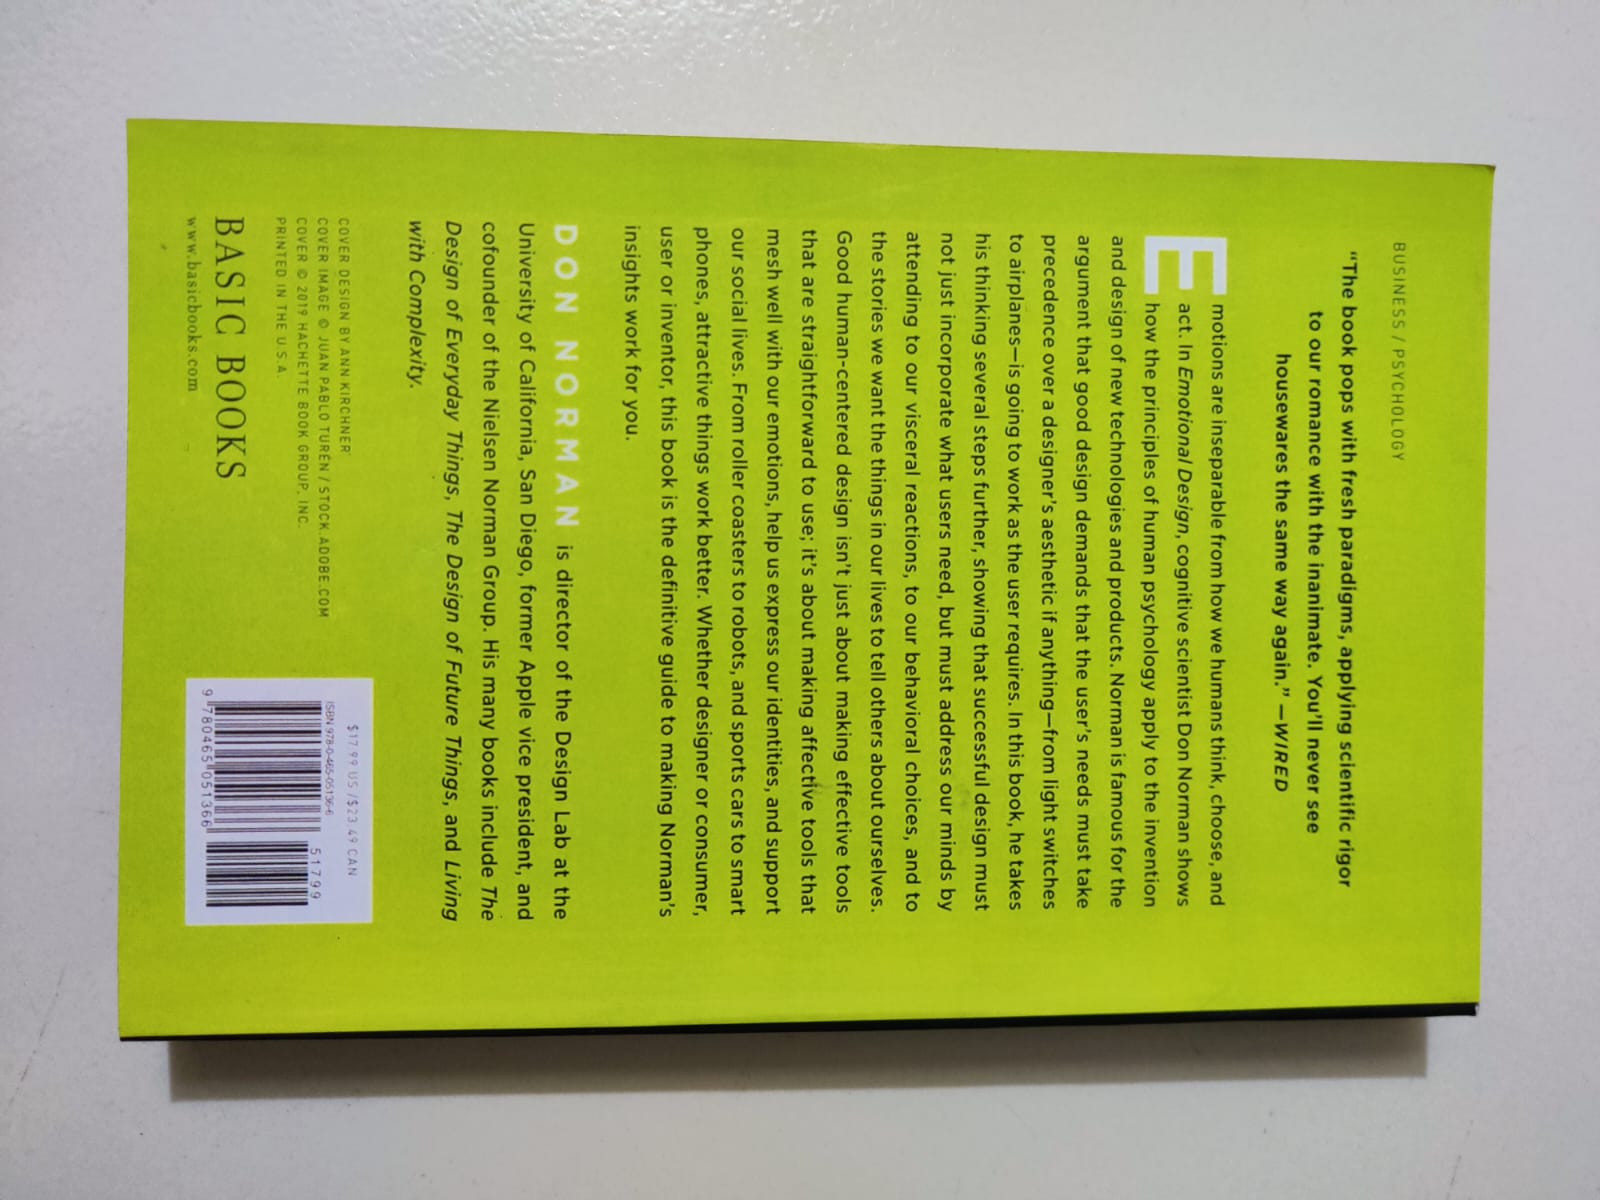 BUSINESS / PSYCHOLOGY
“The book pops with fresh paradigms, applying scientific rigor
to our romance with the inanimate. You’ll never see
housewares the same way again.” —WIRED
Emotions are inseparable from how we humans think, choose, and
act. In Emotional Design, cognitive scientist Don Norman shows
how the principles of human psychology apply to the invention
and design of new technologies and products. Norman is famous for the
argument that good design demands that the user’s needs must take
precedence over a designer’s aesthetic if anything—from light switches
to airplanes—is going to work as the user requires. In this book, he takes
his thinking several steps further, showing that successful design must
not just incorporate what users need, but must address our minds by
attending to our visceral reactions, to our behavioral choices, and to
the stories we want the things in our lives to tell others about ourselves.
Good human-centered design isn’t just about making effective tools
that are straightforward to use; it’s about making affective tools that
mesh well with our emotions, help us express our identities, and support
our social lives. From roller coasters to robots, and sports cars to smart
phones, attractive things work better. Whether designer or consumer,
user or inventor, this book is the definitive guide to making Norman’s
insights work for you.
DON NORMAN is director of the Design Lab at the
University of California, San Diego, former Apple vice president, and
cofounder of the Nielsen Norman Group. His many books include The
Design of Everyday Things, The Design of Future Things, and Living
with Complexity.
COVER DESIGN BY ANN KIRCHNER
COVER IMAGE © JUAN PABLO TURÉN / STOCK.ADOBE.COM
COVER © 2019 HACHETTE BOOK GROUP, INC.
PRINTED IN THE U.S.A.
BASIC BOOKS
www.basicbooks.com
$17.99 US / $23.49 CAN
ISBN 978-0-465-05136-6
51799
9 780465 051366